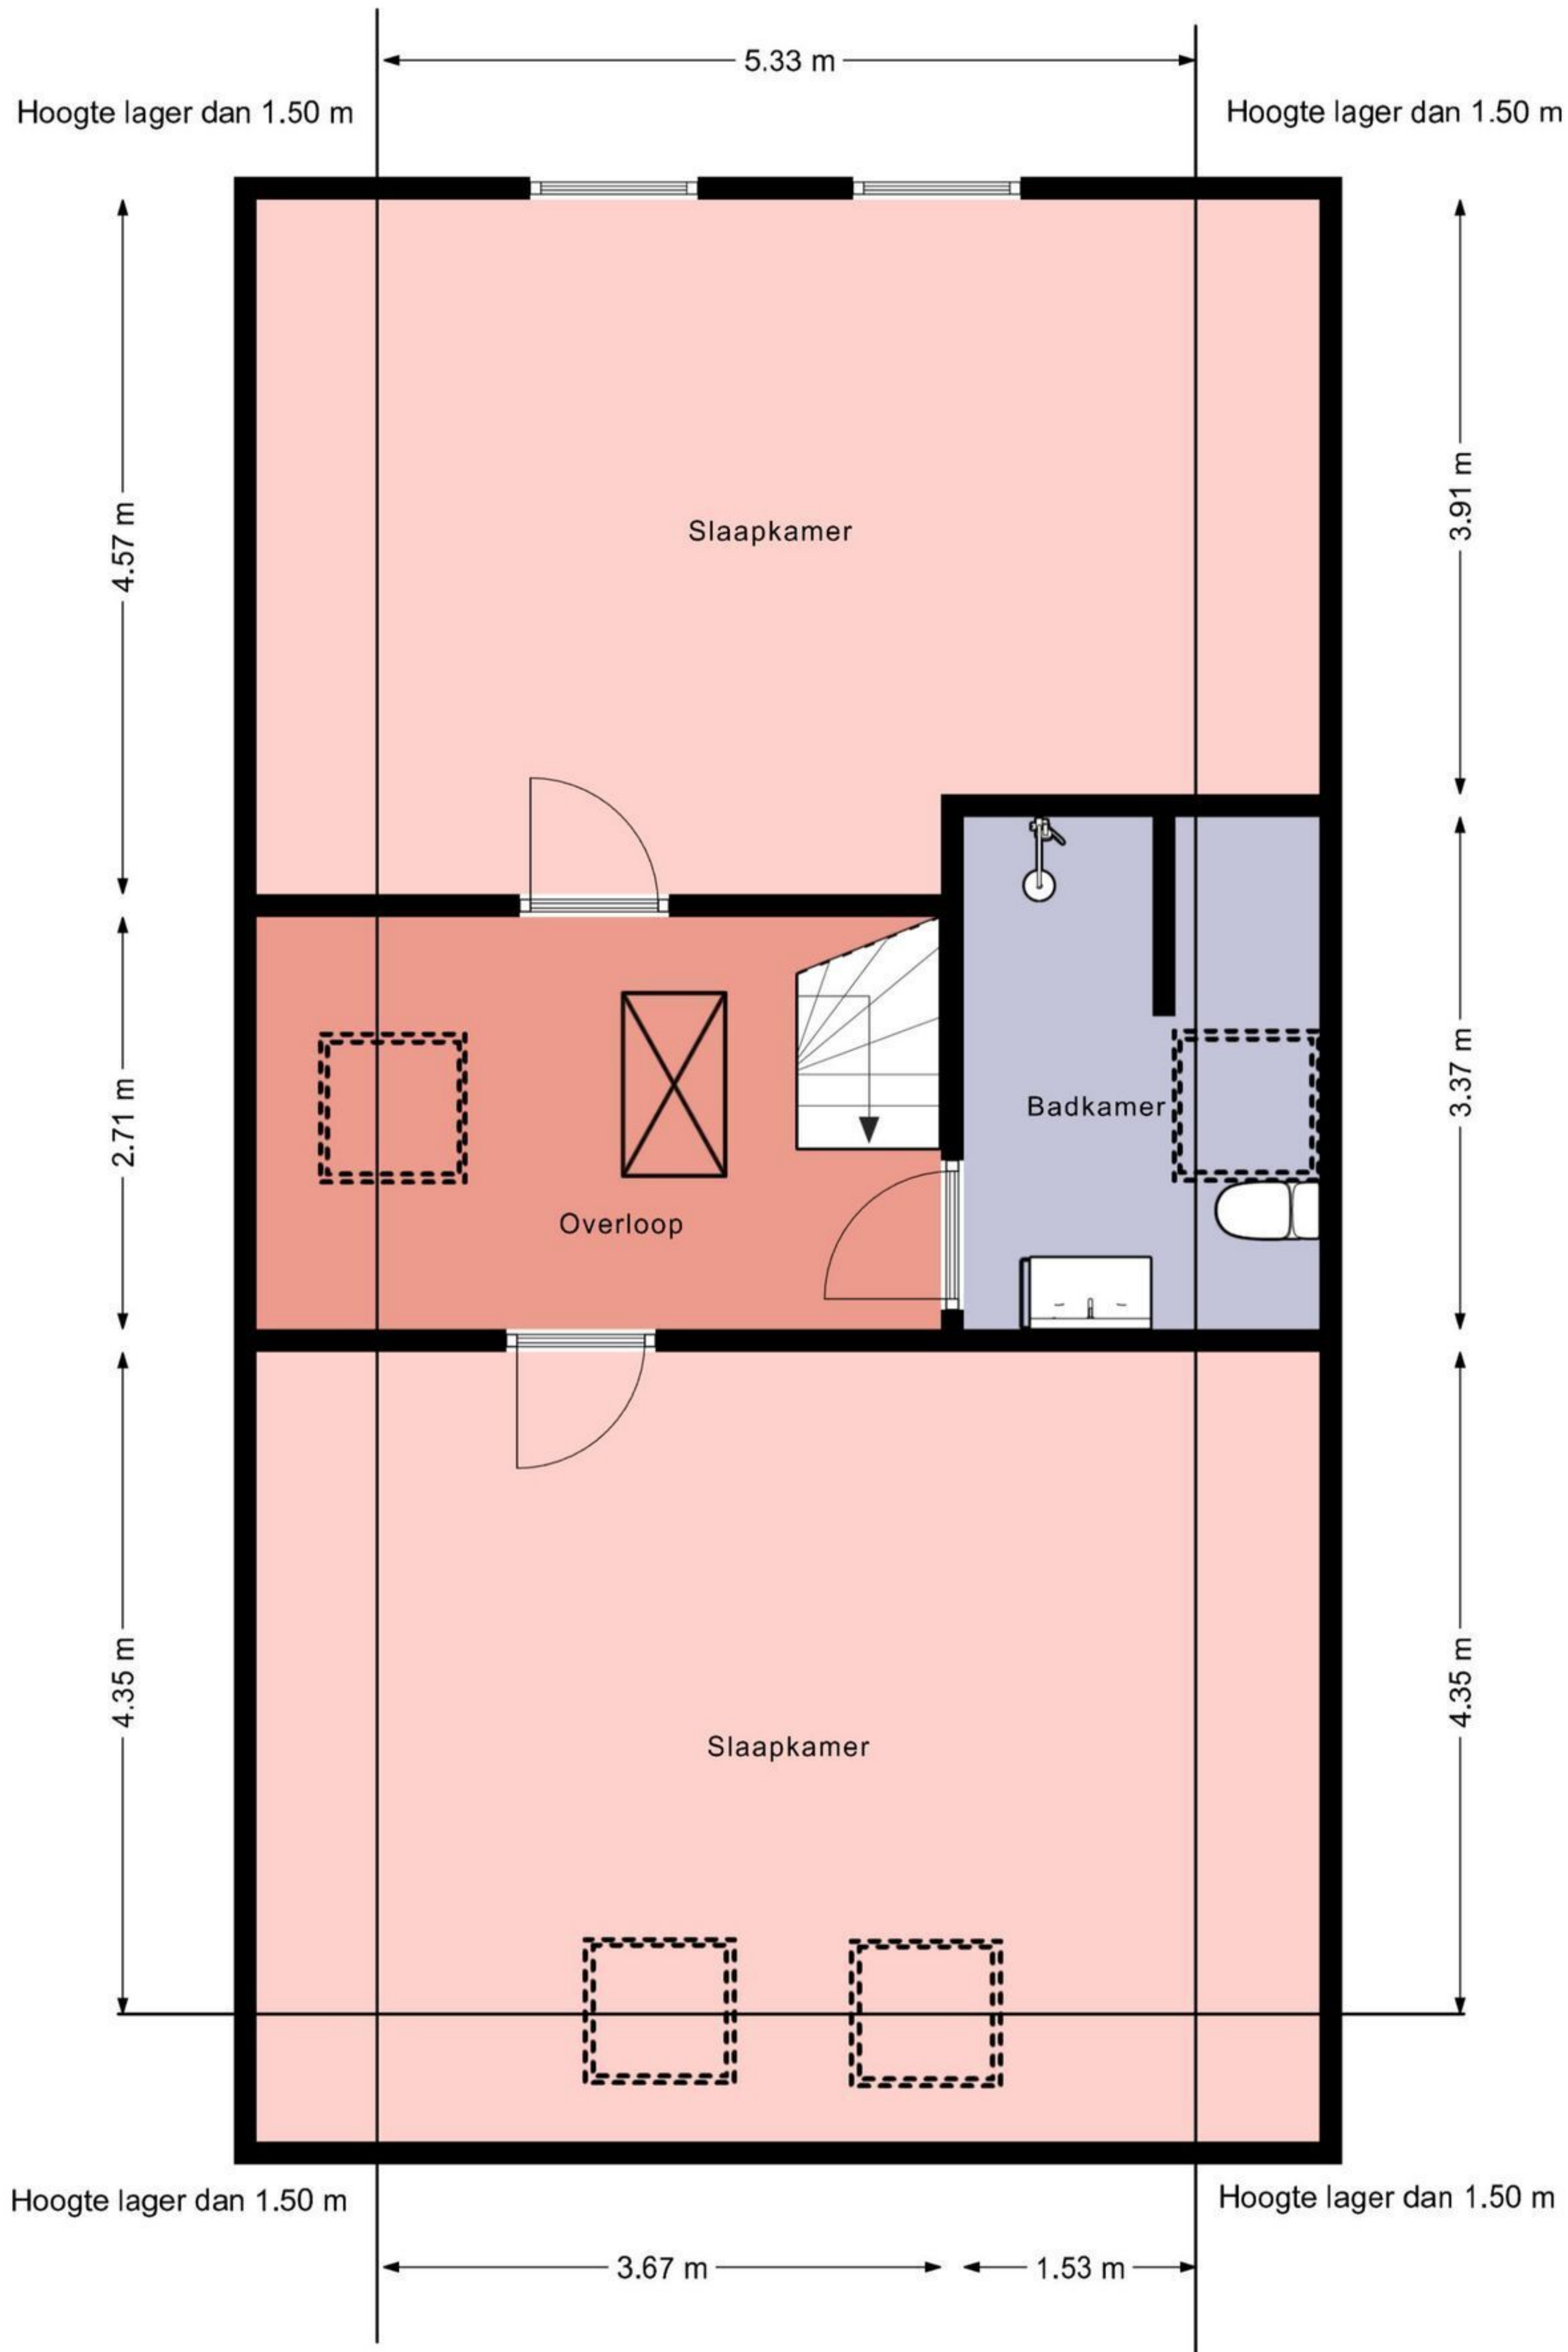 5.33 m
Hoogte lager dan 1.50 m
Hoogte lager dan 1.50 m
4.57 m
3.91 m
Slaapkamer
2.71 m
3.37 m
Badkamer
Overloop
4.35 m
4.35 m
Slaapkamer
Hoogte lager dan 1.50 m
Hoogte lager dan 1.50 m
3.67 m
1.53 m